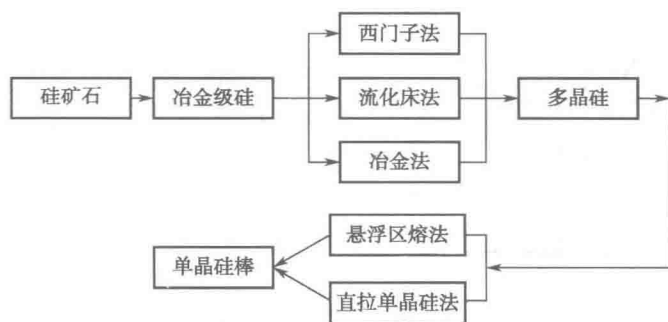 西门子法
硅矿石
冶金级硅
流化床法
多晶硅
冶金法
悬浮区熔法
单晶硅棒
直拉单晶硅法